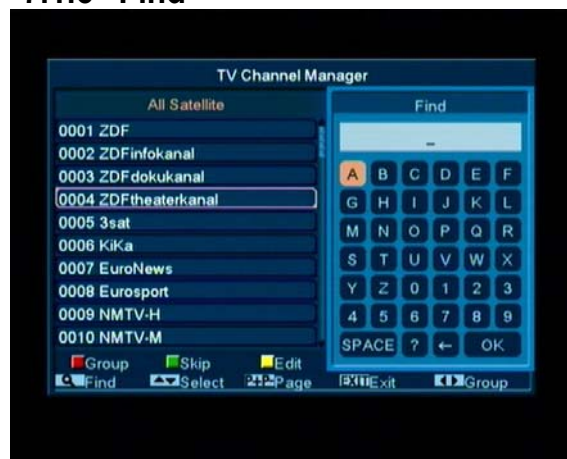 TV Channel Manager
All Satellite
0001 ZDF
0002 ZDFinfokanal
0003 ZDFdokukanal
0004 ZDFtheaterkanal
0005 3sat
0006 KiKa
0007 EuroNews
0008 Eurosport
0009 NMTV-H
0010 NMTV-M
Find
_
A B C D E F
G H I J K L
M N O P Q R
S T U V W X
Y Z 0 1 2 3
4 5 6 7 8 9
SPACE ? ← OK
Group Skip Edit
Find Select P+P- Page EXIT Exit Group